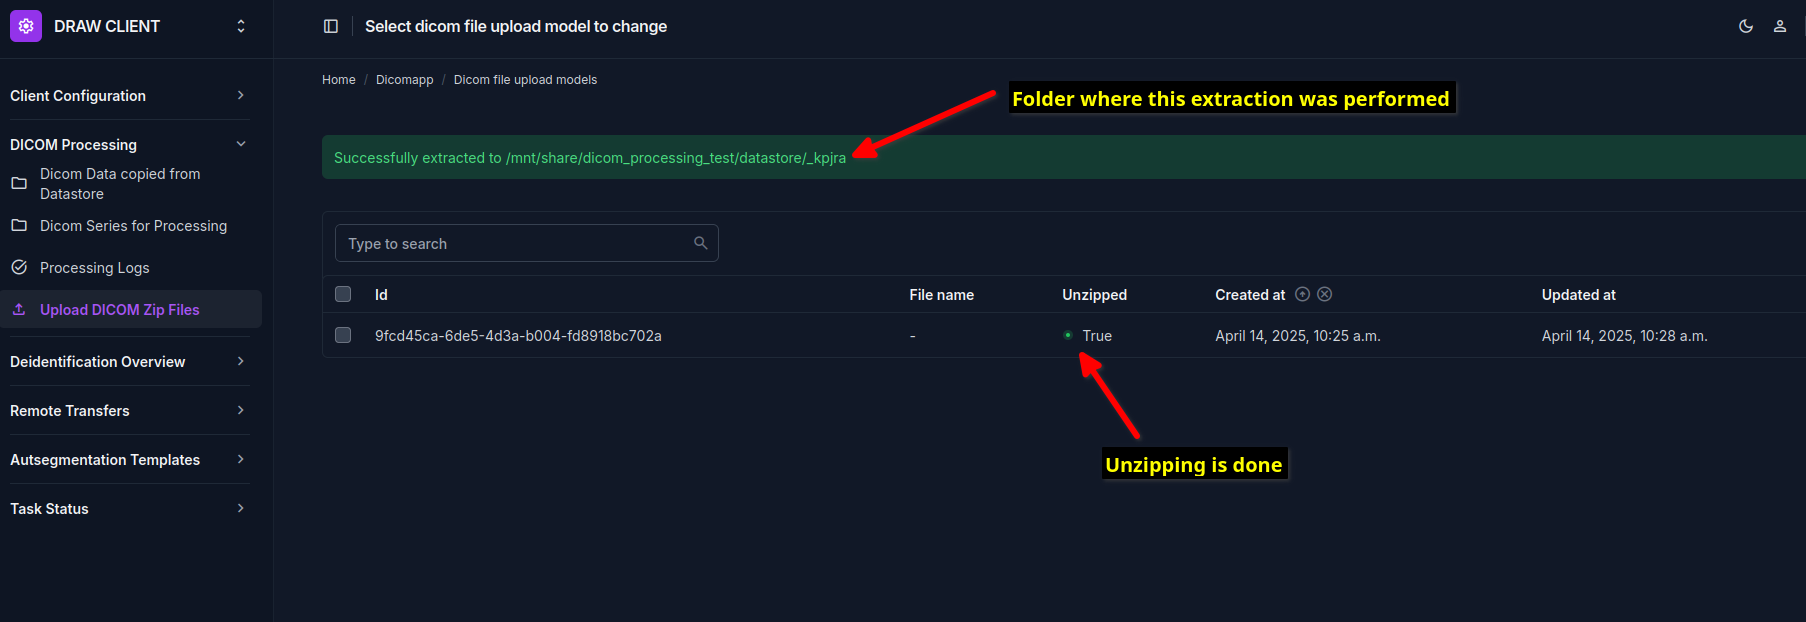 DRAW CLIENT
Select dicom file upload model to change
Home / Dicomapp / Dicom file upload models
Client Configuration
DICOM Processing
Dicom Data copied from
Datastore
Dicom Series for Processing
Processing Logs
Upload DICOM Zip Files
Deidentification Overview
Remote Transfers
Autsegmentation Templates
Task Status
Folder where this extraction was performed
Successfully extracted to /mnt/share/dicom_processing_test/datastore/_kpjra
Type to search
Id File name Unzipped Created at Updated at
9fcd45ca-6de5-4d3a-b004-fd8918bc702a - True April 14, 2025, 10:25 a.m. April 14, 2025, 10:28 a.m.
Unzipping is done